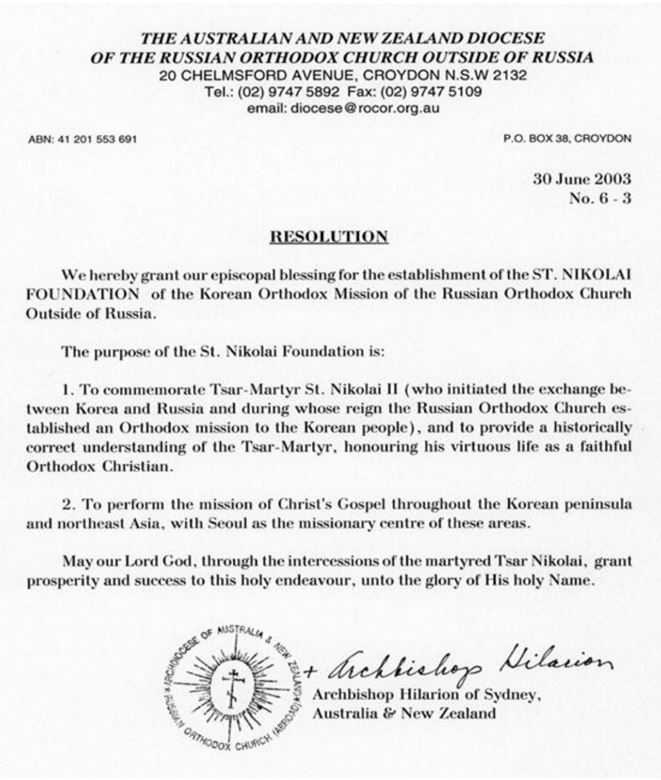 THE AUSTRALIAN AND NEW ZEALAND DIOCESE
OF THE RUSSIAN ORTHODOX CHURCH OUTSIDE OF RUSSIA
20 CHELMSFORD AVENUE, CROYDON N.S.W 2132
Tel.: (02) 9747 5892 Fax: (02) 9747 5109
email: diocese@rocor.org.au
ABN: 41 201 553 691
P.O. BOX 38, CROYDON
30 June 2003
No. 6 - 3
RESOLUTION
We hereby grant our episcopal blessing for the establishment of the ST. NIKOLAI
FOUNDATION of the Korean Orthodox Mission of the Russian Orthodox Church
Outside of Russia.
The purpose of the St. Nikolai Foundation is:
1. To commemorate Tsar-Martyr St. Nikolai II (who initiated the exchange be-
tween Korea and Russia and during whose reign the Russian Orthodox Church es-
tablished an Orthodox mission to the Korean people), and to provide a historically
correct understanding of the Tsar-Martyr, honouring his virtuous life as a faithful
Orthodox Christian.
2. To perform the mission of Christ's Gospel throughout the Korean peninsula
and northeast Asia, with Seoul as the missionary centre of these areas.
May our Lord God, through the intercessions of the martyred Tsar Nikolai, grant
prosperity and success to this holy endeavour, unto the glory of His holy Name.
ARCHDIOCESE OF AUSTRALIA & NEW ZEALAND
RUSSIAN ORTHODOX CHURCH (ABROAD)
+ Archbishop Hilarion
Archbishop Hilarion of Sydney,
Australia & New Zealand